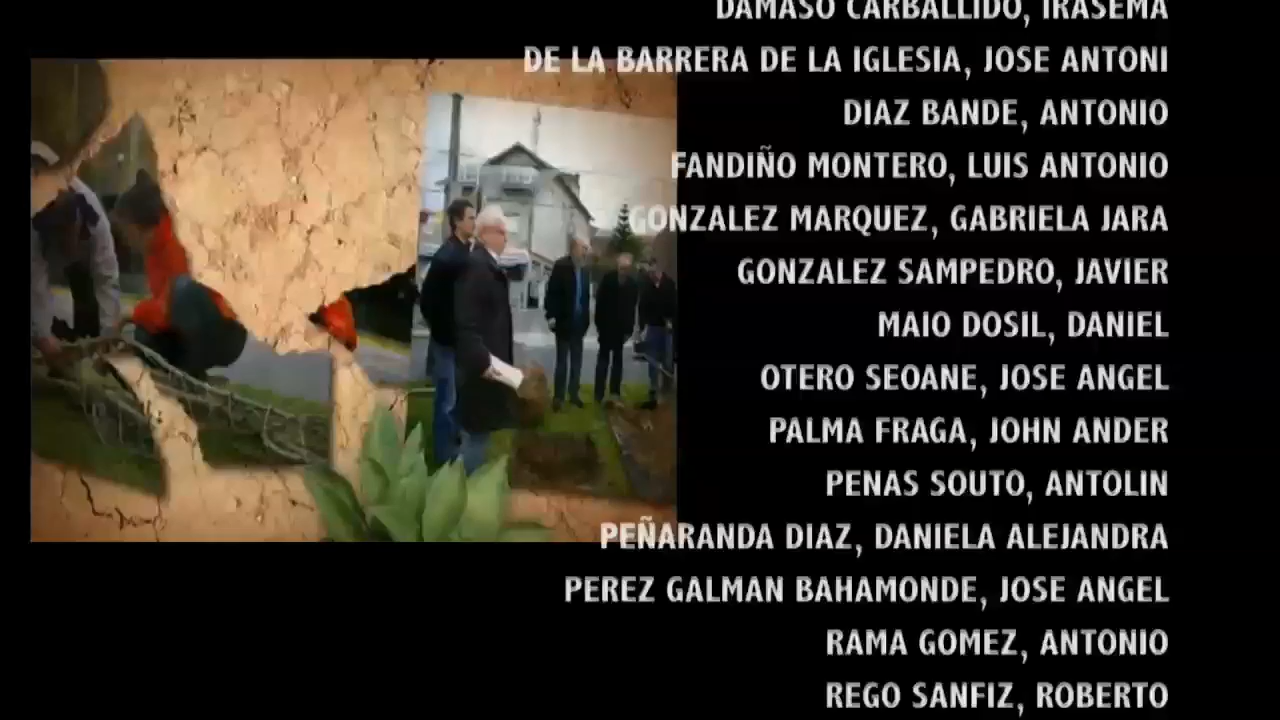 DAMASO CARBALLIDO, IRASEMA
DE LA BARRERA DE LA IGLESIA, JOSE ANTONI
DIAZ BANDE, ANTONIO
FANDIÑO MONTERO, LUIS ANTONIO
GONZALEZ MARQUEZ, GABRIELA JARA
GONZALEZ SAMPEDRO, JAVIER
MAIO DOSIL, DANIEL
OTERO SEOANE, JOSE ANGEL
PALMA FRAGA, JOHN ANDER
PENAS SOUTO, ANTOLIN
PEÑARANDA DIAZ, DANIELA ALEJANDRA
PEREZ GALMAN BAHAMONDE, JOSE ANGEL
RAMA GOMEZ, ANTONIO
REGO SANFIZ, ROBERTO